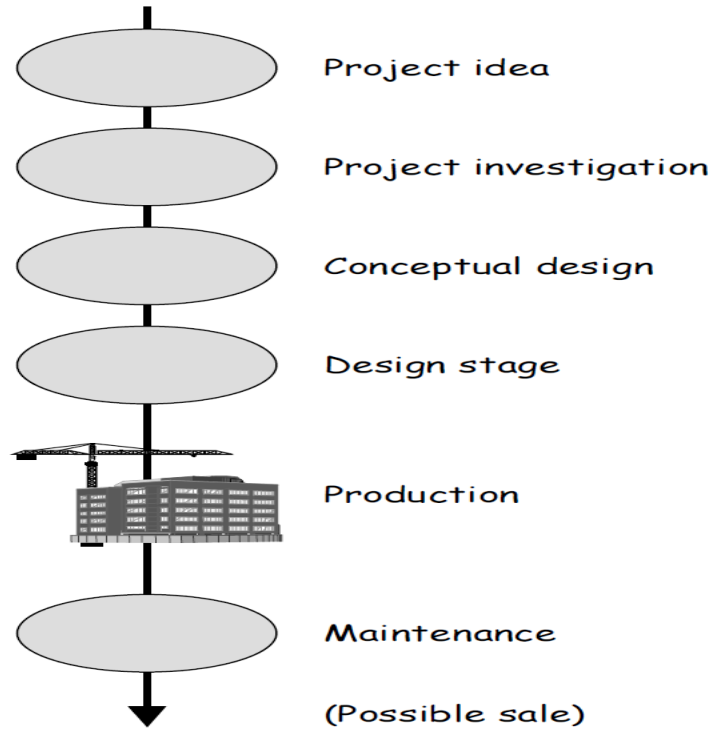 Project idea
Project investigation
Conceptual design
Design stage
Production
Maintenance
(Possible sale)